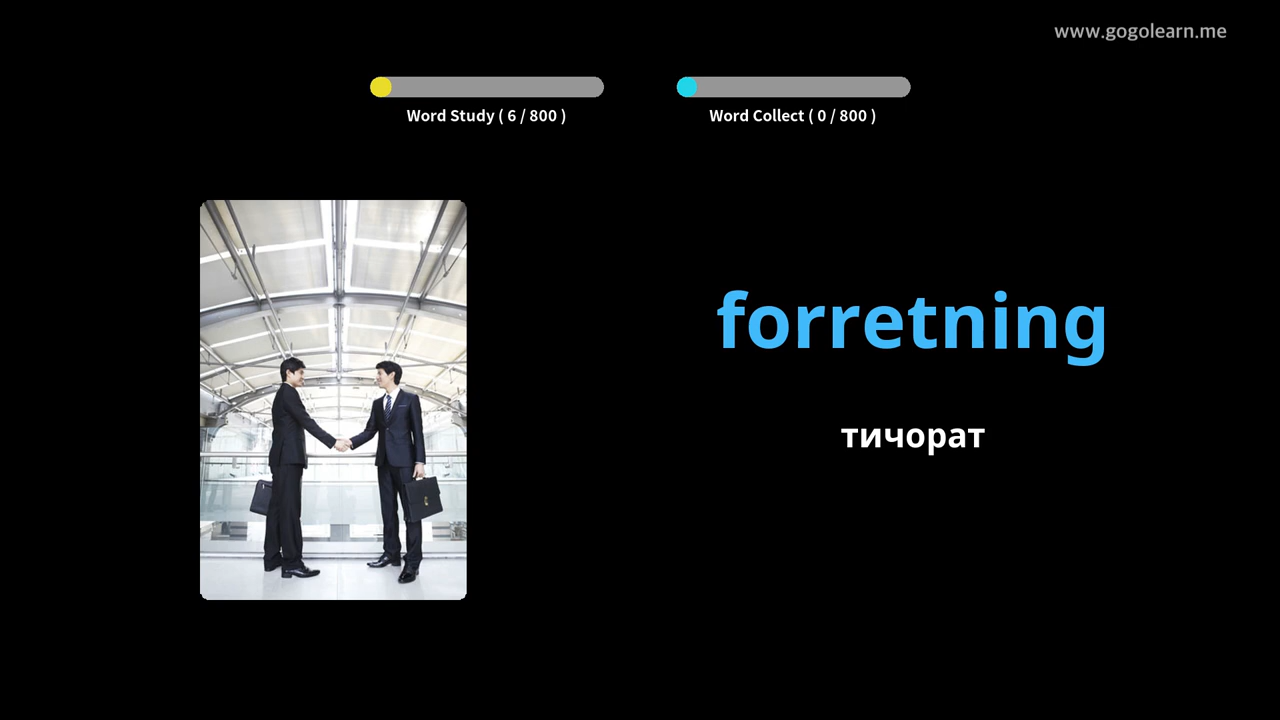 www.gogolearn.me
Word Study ( 6 / 800 )
Word Collect ( 0 / 800 )
forretning
тичорат